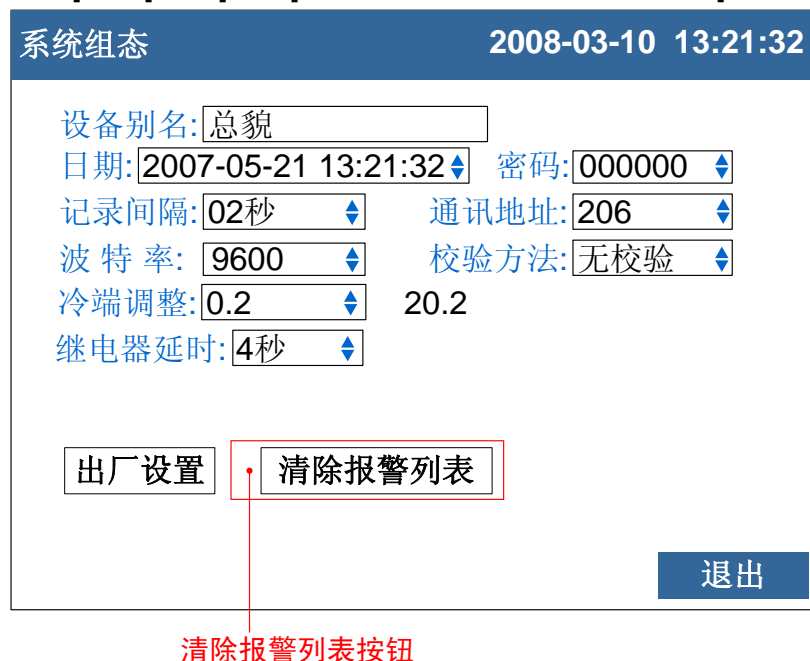 系统组态 2008-03-10 13:21:32
设备别名: 总貌
日期: 2007-05-21 13:21:32 密码: 000000
记录间隔: 02秒 通讯地址: 206
波 特 率: 9600 校验方法: 无校验
冷端调整: 0.2 20.2
继电器延时: 4秒
出厂设置 清除报警列表
退出
清除报警列表按钮